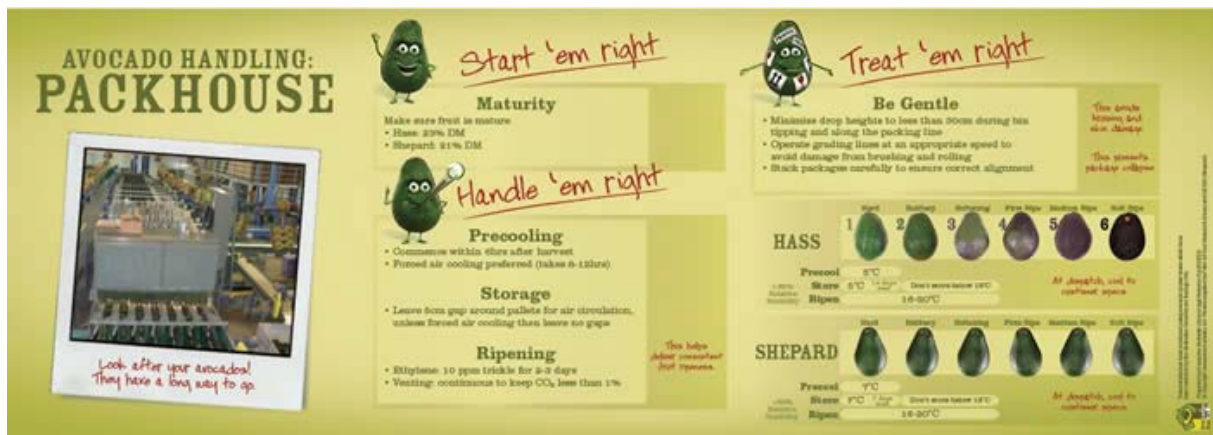 AVOCADO HANDLING:
PACKHOUSE
Look after your avocados!
They have a long way to go.
Start 'em right
Maturity
Make sure fruit is mature
• Hass: 23% DM
• Shepard: 21% DM
Handle 'em right
Precooling
• Commence within 6hrs after harvest
• Forced air cooling preferred (takes 8-12hrs)
Storage
• Leave 5cm gap around pallets for air circulation,
unless forced air cooling then leave no gaps
Ripening
• Ethylene: 10 ppm trickle for 2-3 days
• Venting: continuous to keep CO₂ less than 1%
This helps
deliver consistent
fruit ripeness
Treat 'em right
Be Gentle
• Minimise drop heights to less than 30cm during bin
tipping and along the packing line
• Operate grading lines at an appropriate speed to
avoid damage from brushing and rolling
• Stack packages carefully to ensure correct alignment
This avoids
bruising and
skin damage
This prevents
package collapse
HASS
Hard Rubbery Softening Firm Ripe Medium Ripe Soft Ripe
1 2 3 4 5 6
Precool 5°C
Store 5°C Don't store below 15°C
Ripen 16-20°C
At despatch, cool to
customer specs
SHEPARD
Hard Rubbery Softening Firm Ripe Medium Ripe Soft Ripe
Precool 7°C
Store 7°C Don't store below 15°C
Ripen 16-20°C
At despatch, cool to
customer specs